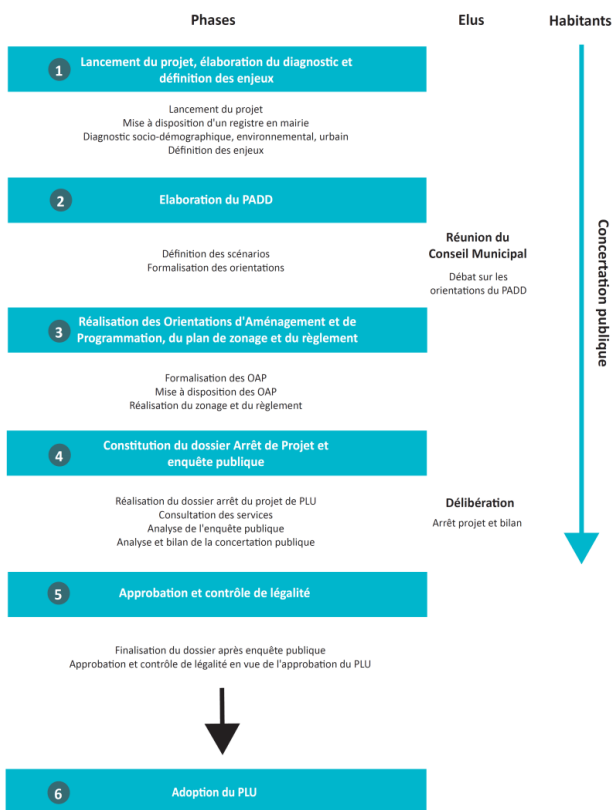 Phases
Elus
Habitants
1
Lancement du projet, élaboration du diagnostic et
définition des enjeux
Lancement du projet
Mise à disposition d'un registre en mairie
Diagnostic socio-démographique, environnemental, urbain
Définition des enjeux
2
Elaboration du PADD
Définition des scénarios
Formalisation des orientations
Réunion du
Conseil Municipal
Débat sur les
orientations du PADD
Concertation publique
3
Réalisation des Orientations d'Aménagement et de
Programmation, du plan de zonage et du règlement
Formalisation des OAP
Mise à disposition des OAP
Réalisation du zonage et du règlement
4
Constitution du dossier Arrêt de Projet et
enquête publique
Réalisation du dossier arrêt du projet de PLU
Consultation des services
Analyse de l'enquête publique
Analyse et bilan de la concertation publique
Délibération
Arrêt projet et bilan
5
Approbation et contrôle de légalité
Finalisation du dossier après enquête publique
Approbation et contrôle de légalité en vue de l'approbation du PLU
6
Adoption du PLU